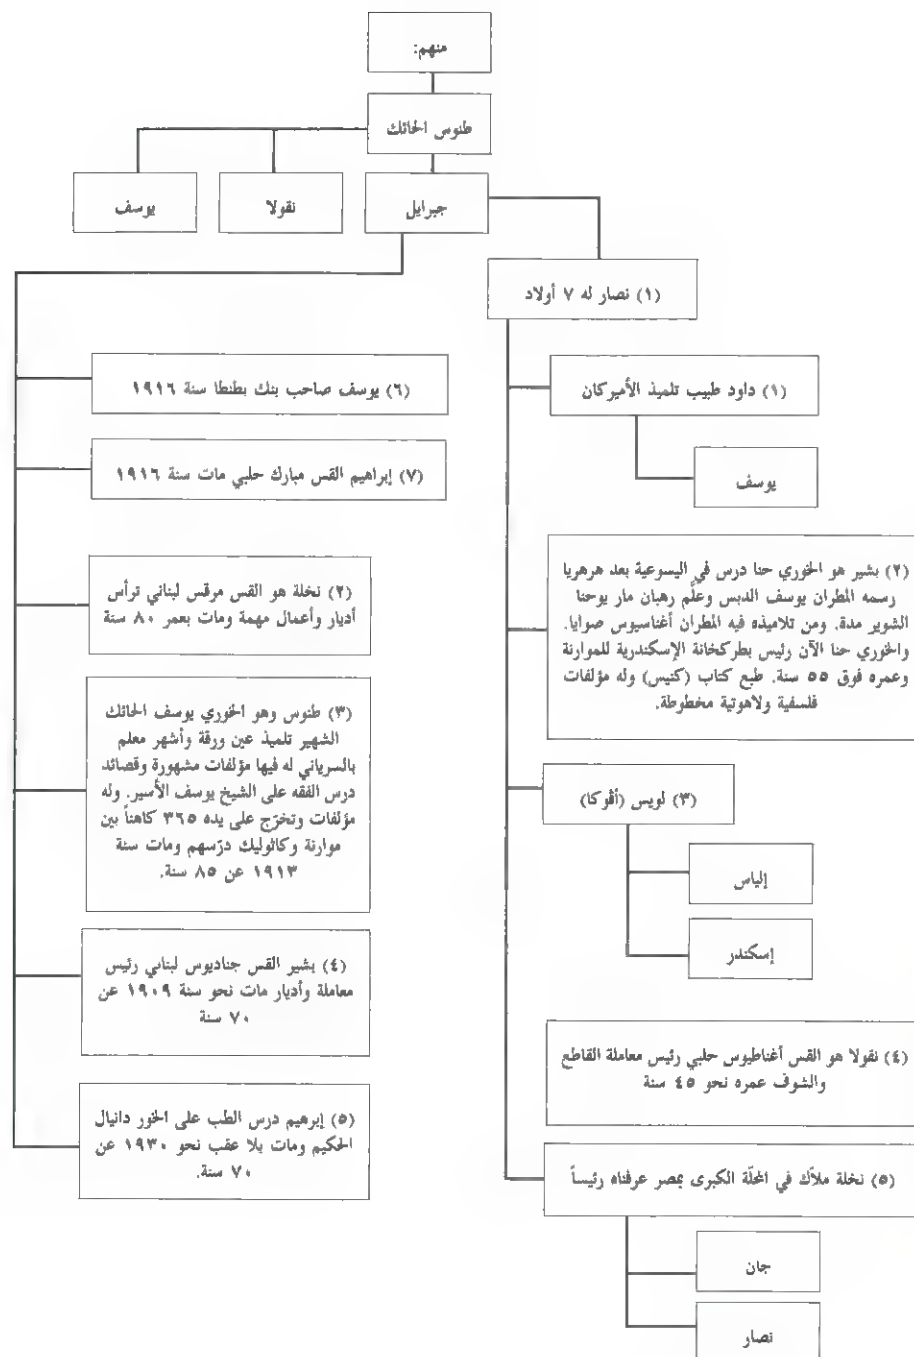 منهم:
طنوس الحائك
جبرايل
نقولا
يوسف
(١) نصار له ٧ أولاد
(١) داود طبيب تلميذ الأميركان
يوسف
(٢) بشير هو الخوري حنا درس في اليسوعية بعد هرهريا
رسمه المطران يوسف الدبس وعلَّم رهبان مار يوحنا
الشوير مدة. ومن تلاميذه فيه المطران أغناسيوس صوايا.
والخوري حنا الآن رئيس بطركخانة الإسكندرية للموارنة
وعمره فوق ٥٥ سنة. طبع كتاب (كنيس) وله مؤلفات
فلسفية ولاهوتية مخطوطة.
(٣) لويس (أڤوكا)
إلياس
إسكندر
(٤) نقولا هو القس أغناطيوس حلبي رئيس معاملة القاطع
والشوف عمره نحو ٤٥ سنة
(٥) نخلة ملاّك في المحلّة الكبرى بمصر عرفناه رئيساً
جان
نصار
(٦) يوسف صاحب بنك بطنطا سنة ١٩١٦
(٧) إبراهيم القس مبارك حلبي مات سنة ١٩١٦
(٢) نخلة هو القس مرقس لبناني ترأس
أديار وأعمال مهمة ومات بعمر ٨٠ سنة
(٣) طنوس وهو الخوري يوسف الحائك
الشهير تلميذ عين ورقة وأشهر معلم
بالسرياني له فيها مؤلفات مشهورة وقصائد
درس الفقه على الشيخ يوسف الأسير. وله
مؤلفات وتخرّج على يده ٣٦٥ كاهناً بين
موارنة وكاثوليك درّسهم ومات سنة
١٩١٣ عن ٨٥ سنة.
(٤) بشير القس جناديوس لبناني رئيس
معاملة وأديار مات نحو سنة ١٩٠٩ عن
٧٠ سنة
(٥) إبرهيم درس الطب على الخور دانيال
الحكيم ومات بلا عقب نحو ١٩٣٠ عن
٧٠ سنة.